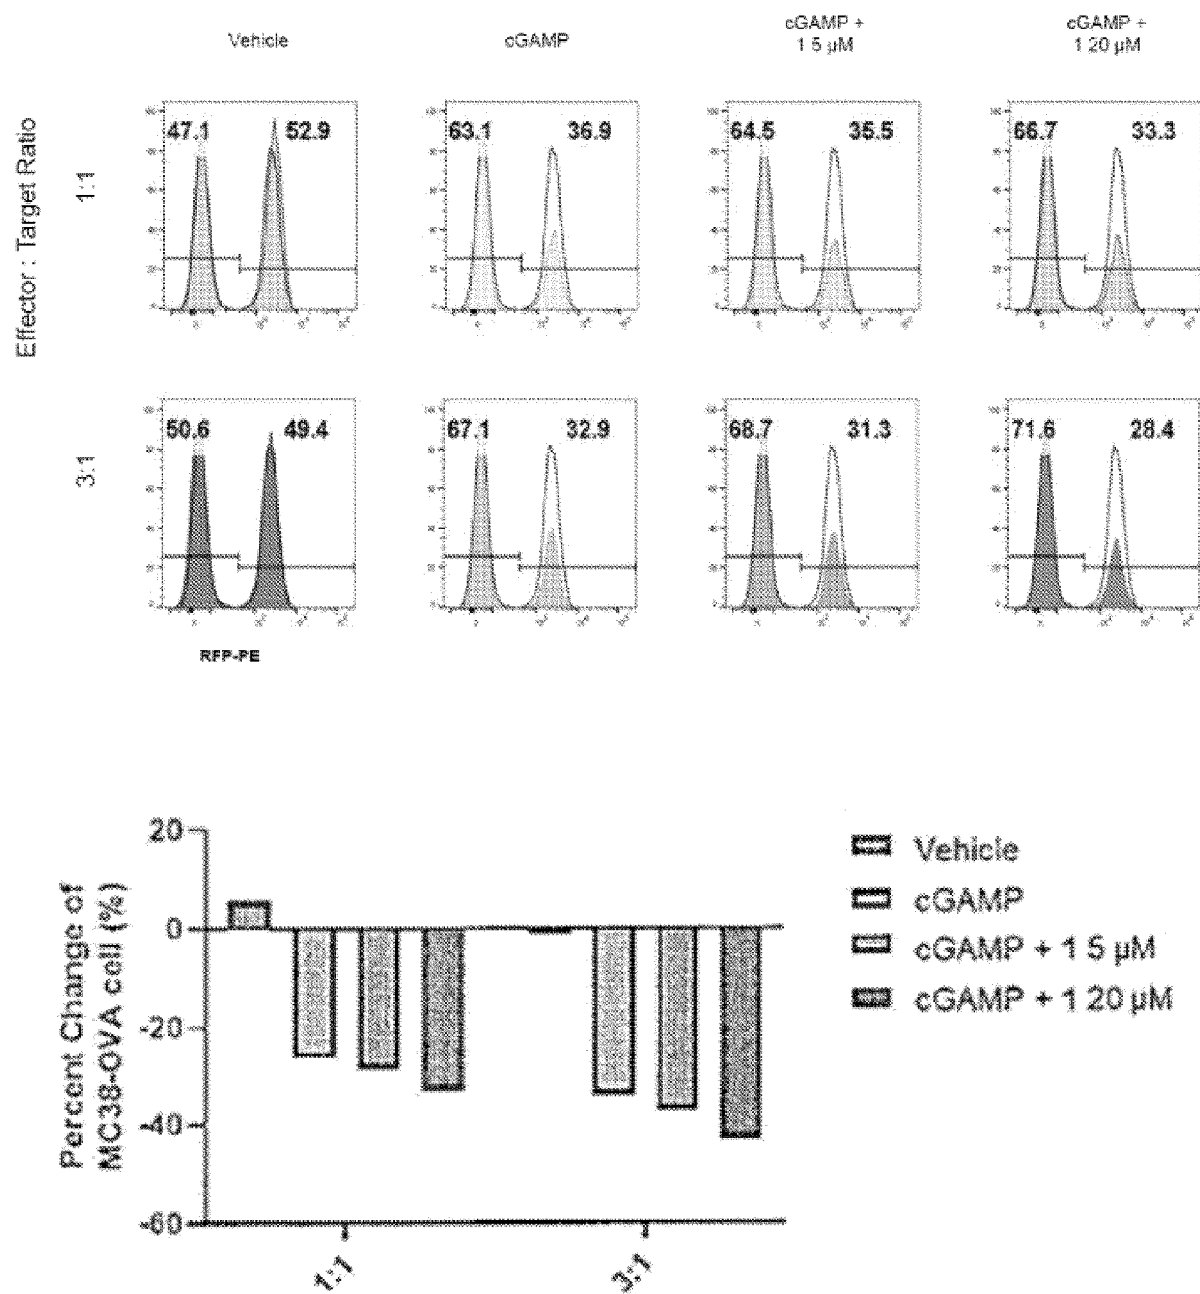 Vehicle
cGAMP
cGAMP +
1 5 µM
cGAMP +
1 20 µM
Effector : Target Ratio
1:1
47.1
52.9
63.1
36.9
64.5
35.5
66.7
33.3
3:1
50.6
49.4
67.1
32.9
68.7
31.3
71.6
28.4
RFP-PE
Percent Change of
MC38-OVA cell (%)
20
0
-20
-40
-60
1:1
3:1
Vehicle
cGAMP
cGAMP + 1 5 µM
cGAMP + 1 20 µM